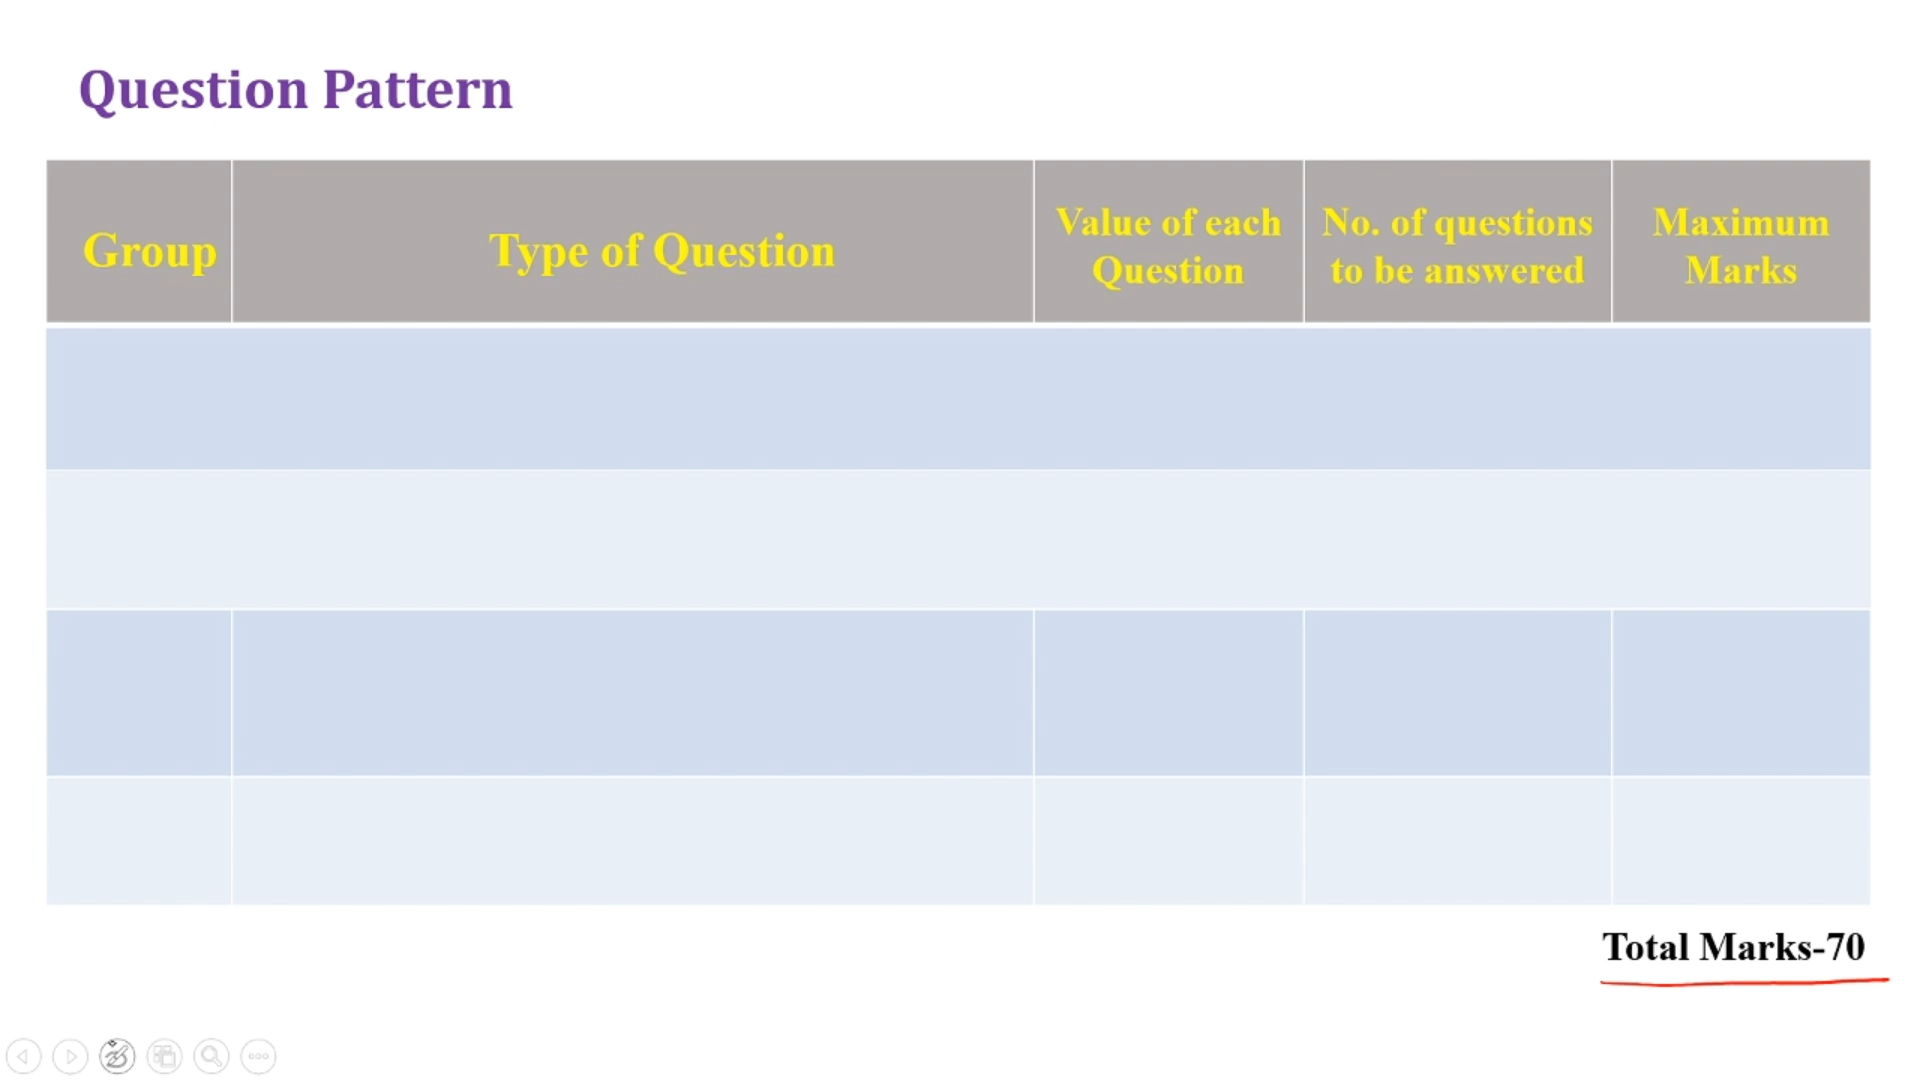 Question Pattern
Group
Type of Question
Value of each
Question
No. of questions
to be answered
Maximum
Marks
Total Marks-70